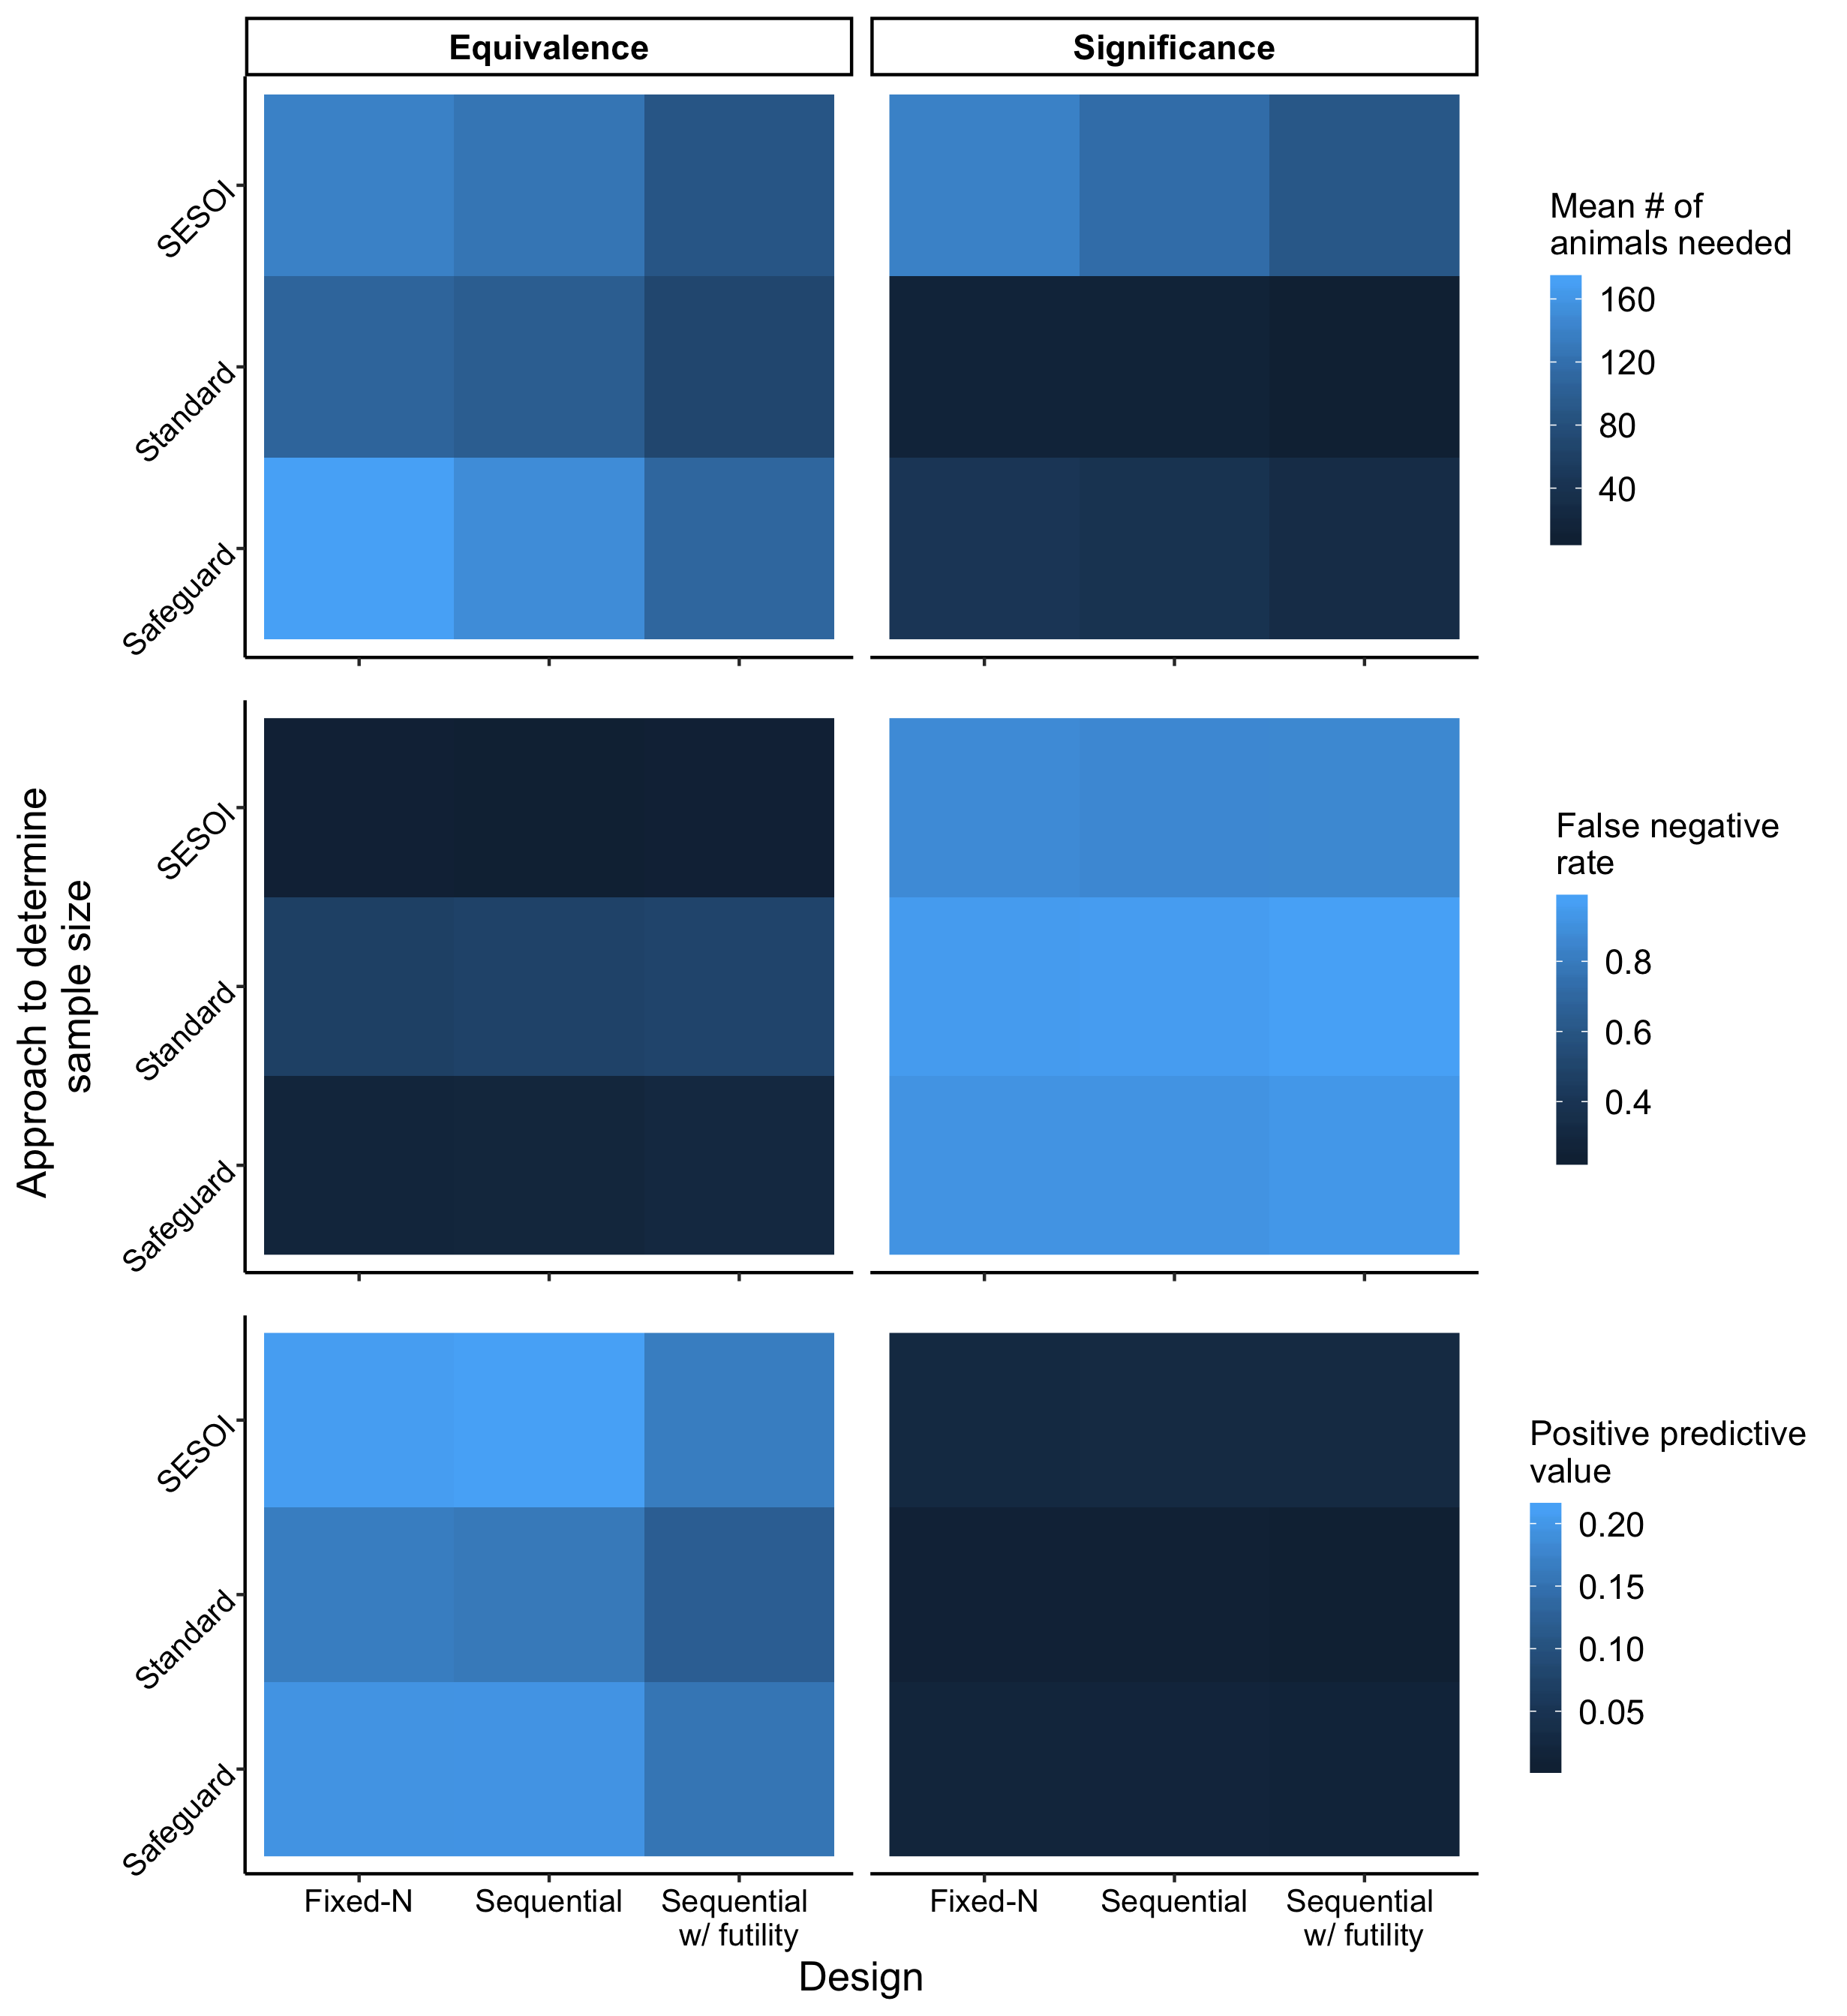 Equivalence
Significance
SESOI
Standard
Safeguard
Mean # of
animals needed
160
120
80
40
Approach to determine
sample size
SESOI
Standard
Safeguard
False negative
rate
0.8
0.6
0.4
SESOI
Standard
Safeguard
Positive predictive
value
0.20
0.15
0.10
0.05
Fixed-N
Sequential
Sequential
w/ futility
Fixed-N
Sequential
Sequential
w/ futility
Design